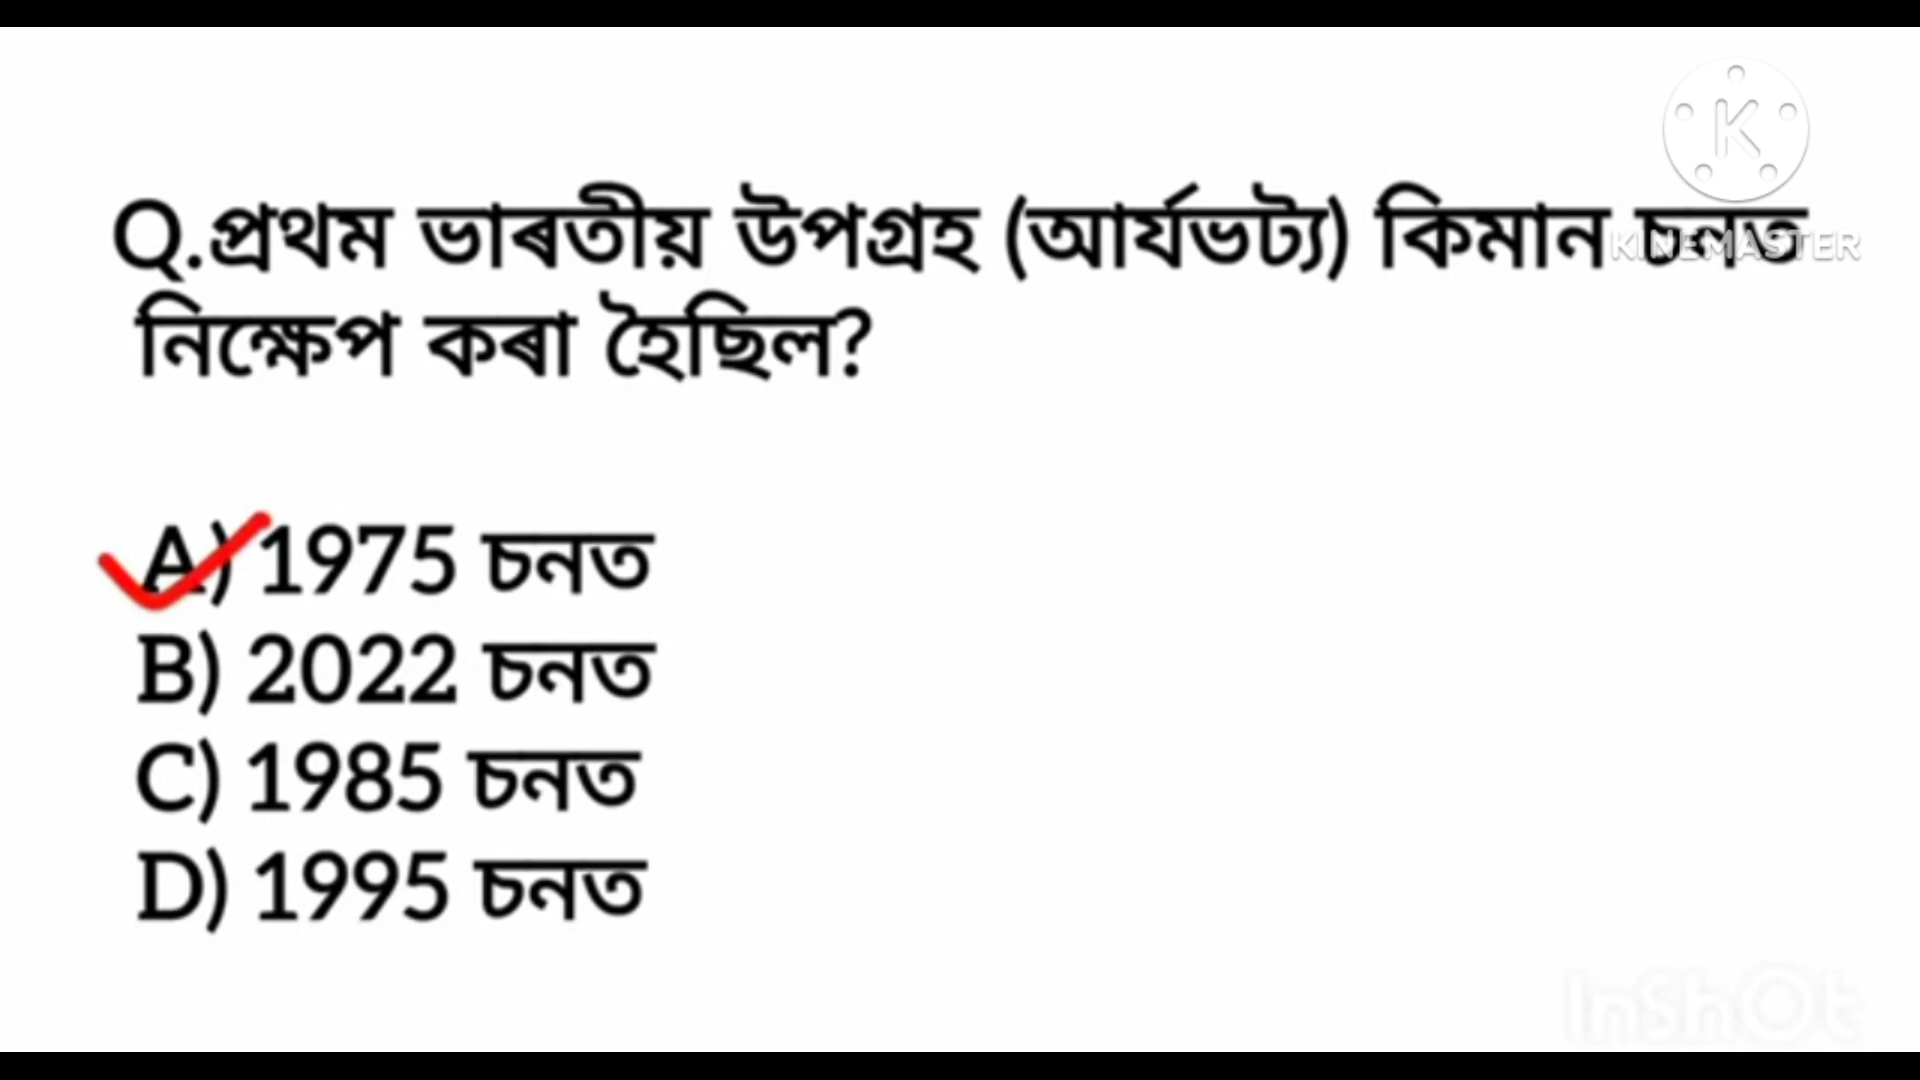 K
KINEMASTER
Q.প্ৰথম ভাৰতীয় উপগ্ৰহ (আৰ্যভট্য) কিমান চনত
নিক্ষেপ কৰা হৈছিল?
A) 1975 চনত
B) 2022 চনত
C) 1985 চনত
D) 1995 চনত
InShOt